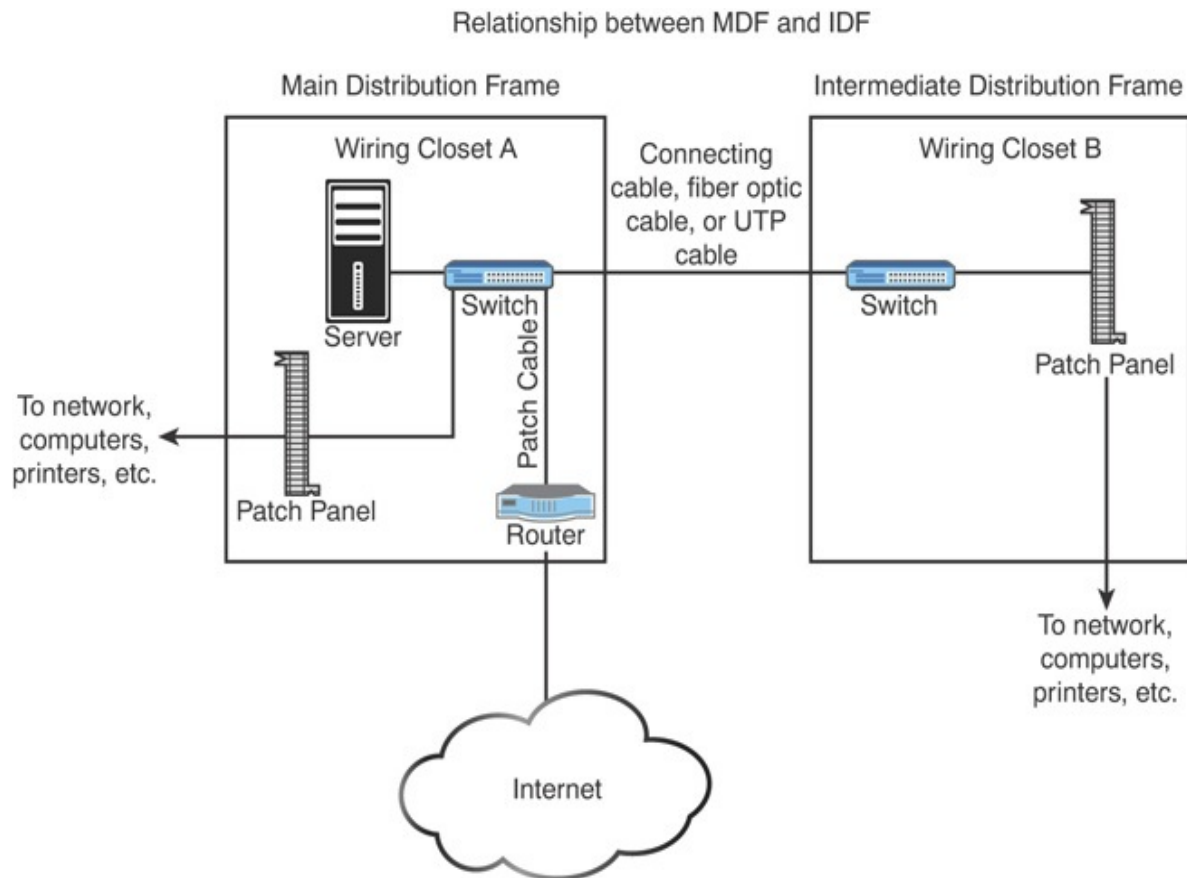 Relationship between MDF and IDF
Main Distribution Frame
Intermediate Distribution Frame
Wiring Closet A
Server
Switch
Patch Cable
Router
Patch Panel
To network,
computers,
printers, etc.
Connecting
cable, fiber optic
cable, or UTP
cable
Wiring Closet B
Switch
Patch Panel
To network,
computers,
printers, etc.
Internet